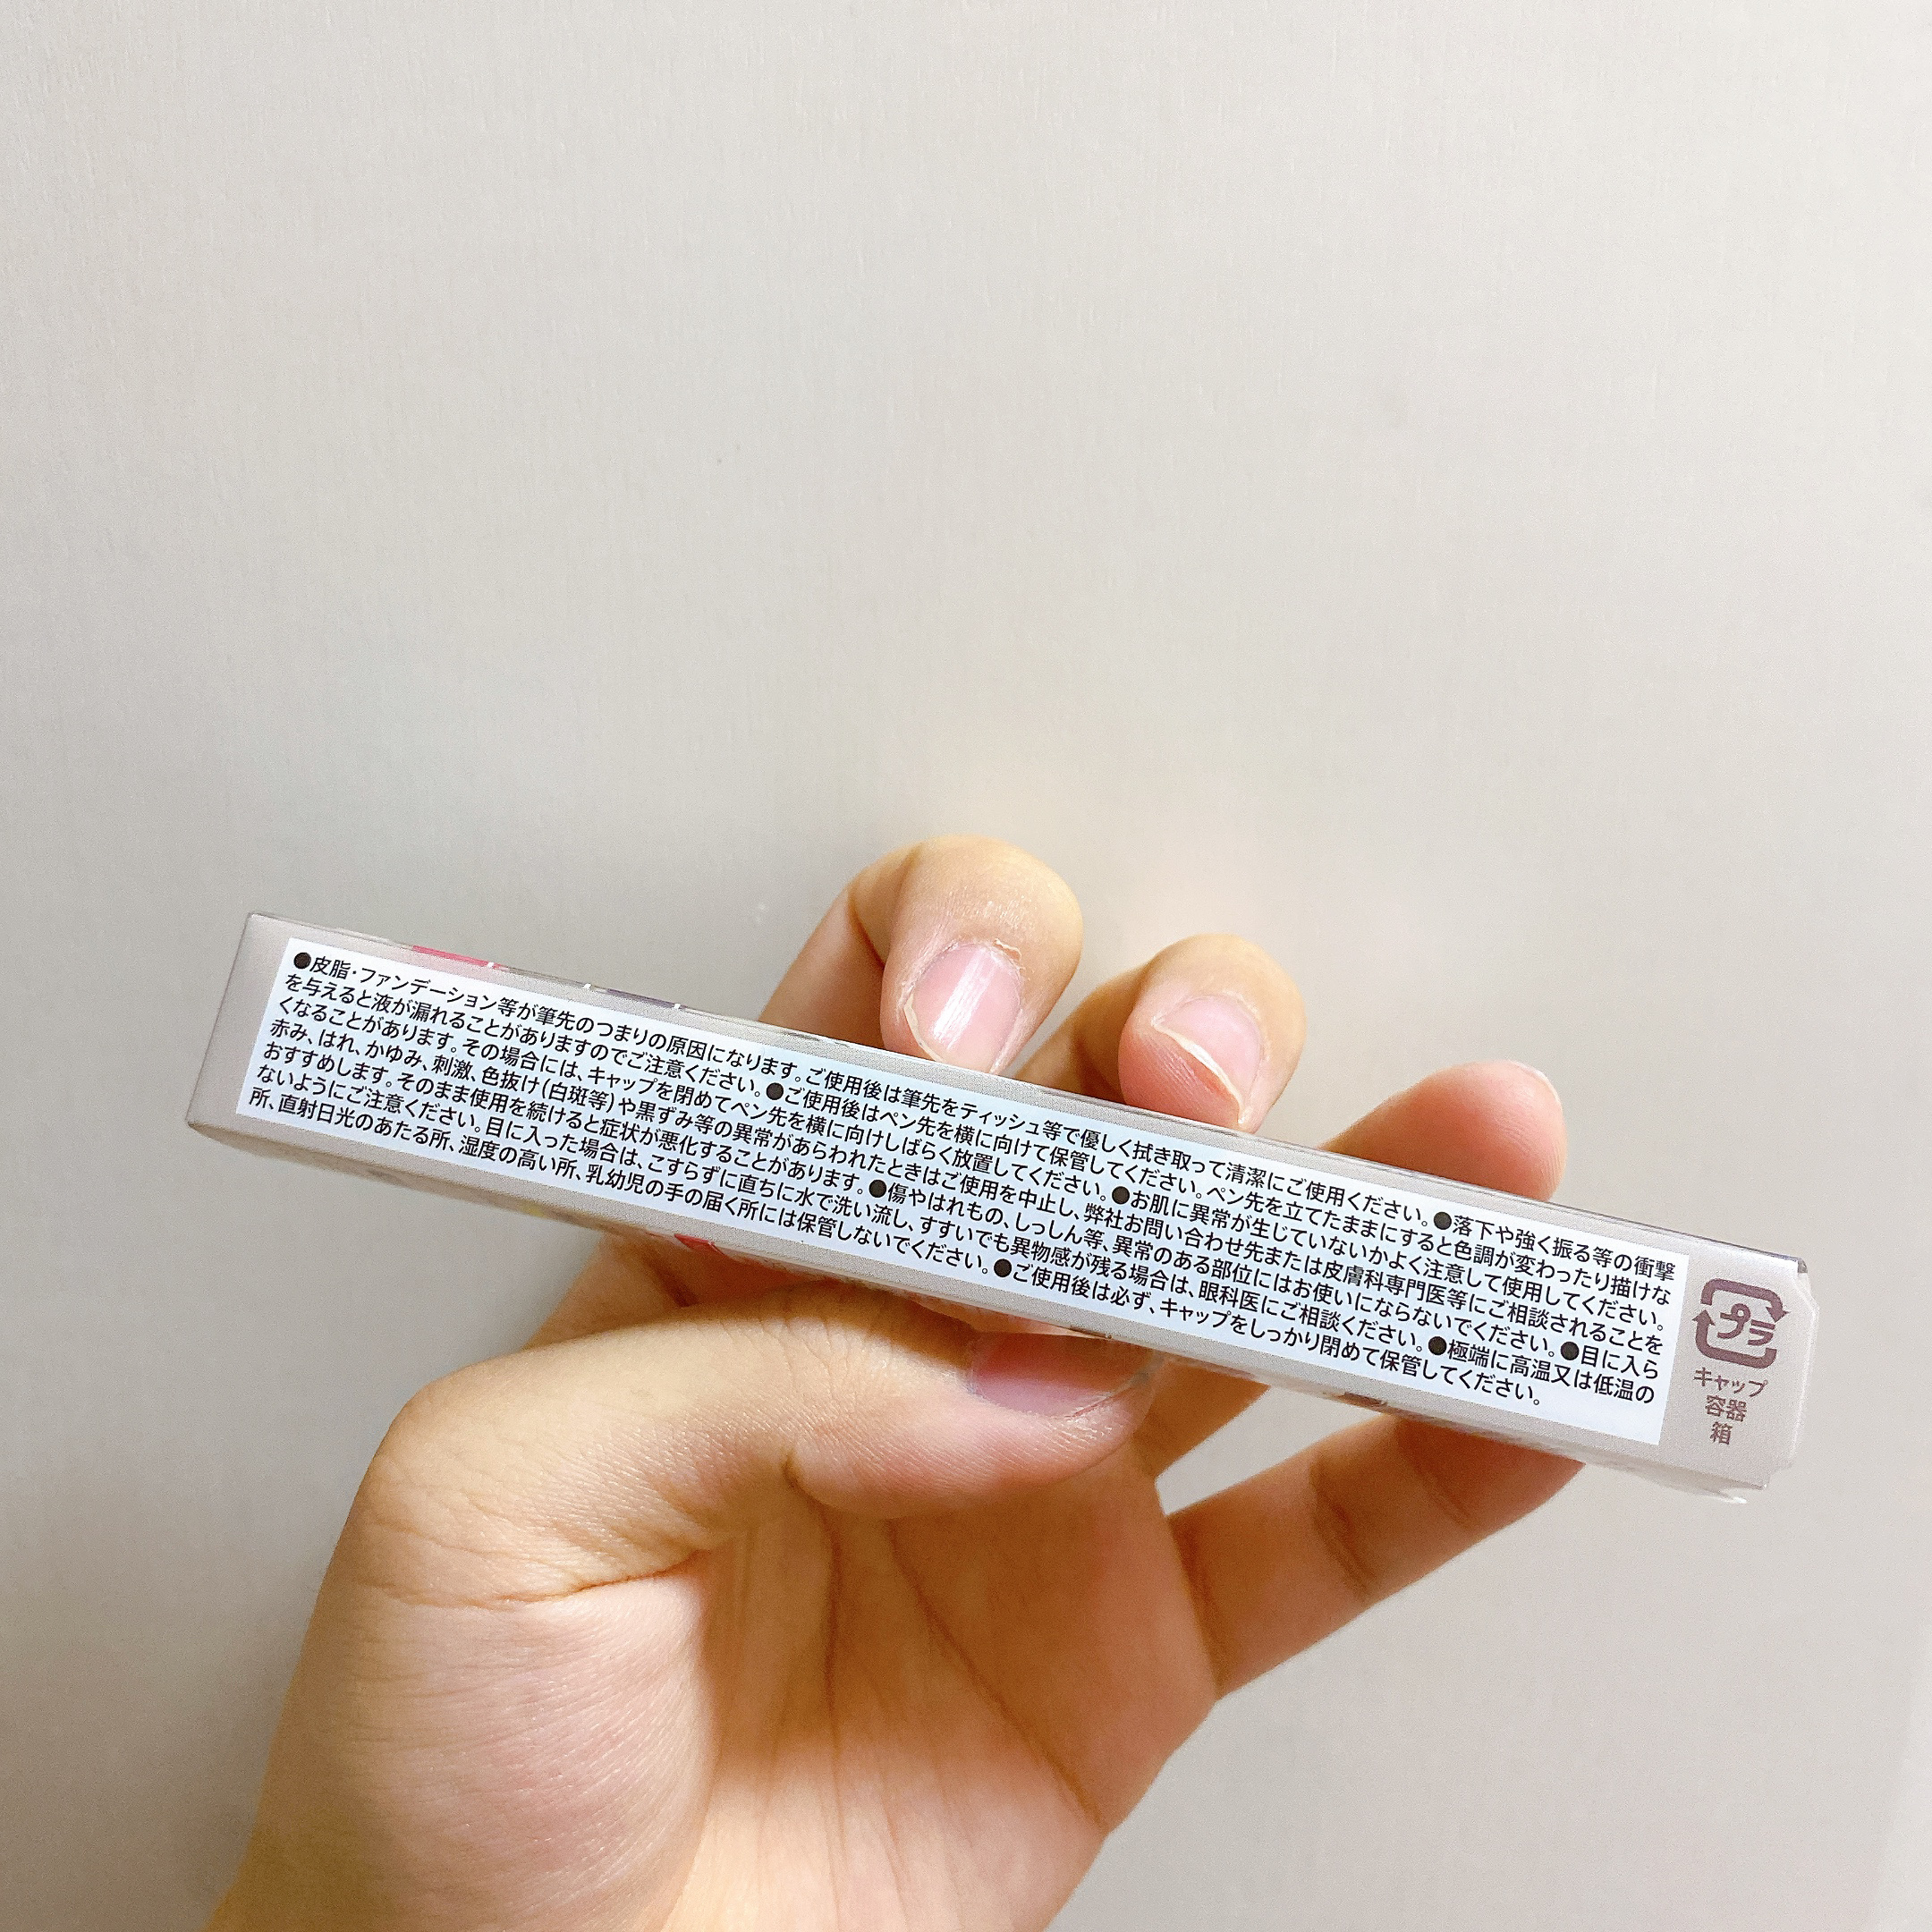 ●皮脂・ファンデーション等が筆先のつまりの原因になります。ご使用後は筆先をティッシュ等で優しく拭き取って清潔にご使用ください。●落下や強く振る等の衝撃
を与えると液が漏れることがありますのでご注意ください。●ご使用後はペン先を横に向けて保管してください。ペン先を立てたままにすると色調が変わったり描けな
くなることがあります。その場合には、キャップを閉めてペン先を横に向けしばらく放置してください。●お肌に異常が生じていないかよく注意して使用してください。
赤み、はれ、かゆみ、刺激、色抜け(白斑等)や黒ずみ等の異常があらわれたときはご使用を中止し、弊社お問い合わせ先または皮膚科専門医等にご相談されることを
おすすめします。そのまま使用を続けると症状が悪化することがあります。●傷やはれもの、しっしん等、異常のある部位にはお使いにならないでください。●目に入ら
ないようにご注意ください。目に入った場合は、こすらずに直ちに水で洗い流し、すすいでも異物感が残る場合は、眼科医にご相談ください。●極端に高温又は低温の
所、直射日光のあたる所、湿度の高い所、乳幼児の手の届く所には保管しないでください。●ご使用後は必ず、キャップをしっかり閉めて保管してください。
プラ
キャップ
容器
箱